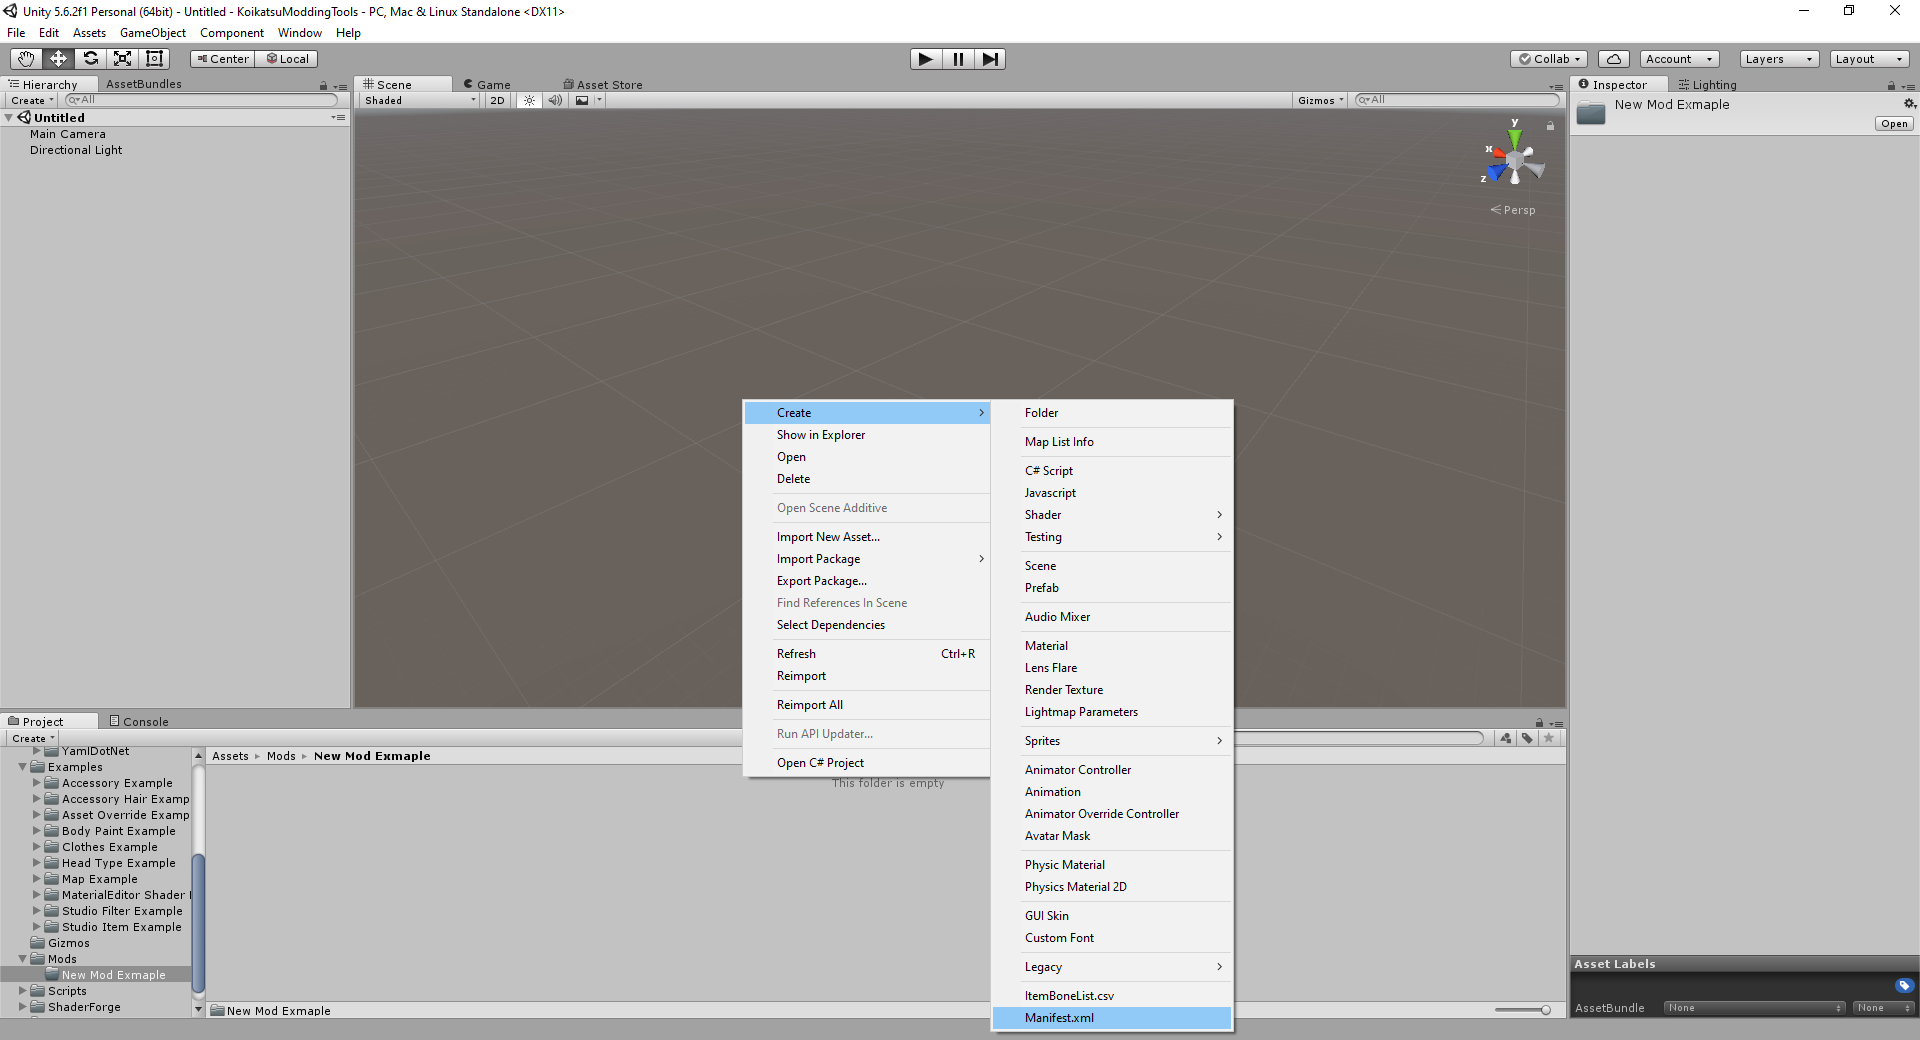 Unity 5.6.2f1 Personal (64bit) - Untitled - KoikatsuModdingTools - PC, Mac & Linux Standalone <DX11>
File Edit Assets GameObject Component Window Help
Center Local Collab Account Layers Layout
Hierarchy AssetBundles
Create All
Untitled
Main Camera
Directional Light
Scene Game Asset Store
Shaded 2D Gizmos All
y
x
z
Persp
Inspector Lighting
New Mod Exmaple
Open
Create
Show in Explorer
Open
Delete
Open Scene Additive
Import New Asset...
Import Package
Export Package...
Find References In Scene
Select Dependencies
Refresh Ctrl+R
Reimport
Reimport All
Run API Updater...
Open C# Project
Folder
Map List Info
C# Script
Javascript
Shader
Testing
Scene
Prefab
Audio Mixer
Material
Lens Flare
Render Texture
Lightmap Parameters
Sprites
Animator Controller
Animation
Animator Override Controller
Avatar Mask
Physic Material
Physics Material 2D
GUI Skin
Custom Font
Legacy
ItemBoneList.csv
Manifest.xml
Project Console
Create
YamlDotNet
Examples
Accessory Example
Accessory Hair Examp
Asset Override Examp
Body Paint Example
Clothes Example
Head Type Example
Map Example
MaterialEditor Shader
Studio Filter Example
Studio Item Example
Gizmos
Mods
New Mod Exmaple
Scripts
ShaderForge
Assets Mods New Mod Exmaple
This folder is empty
New Mod Exmaple
Asset Labels
AssetBundle None None